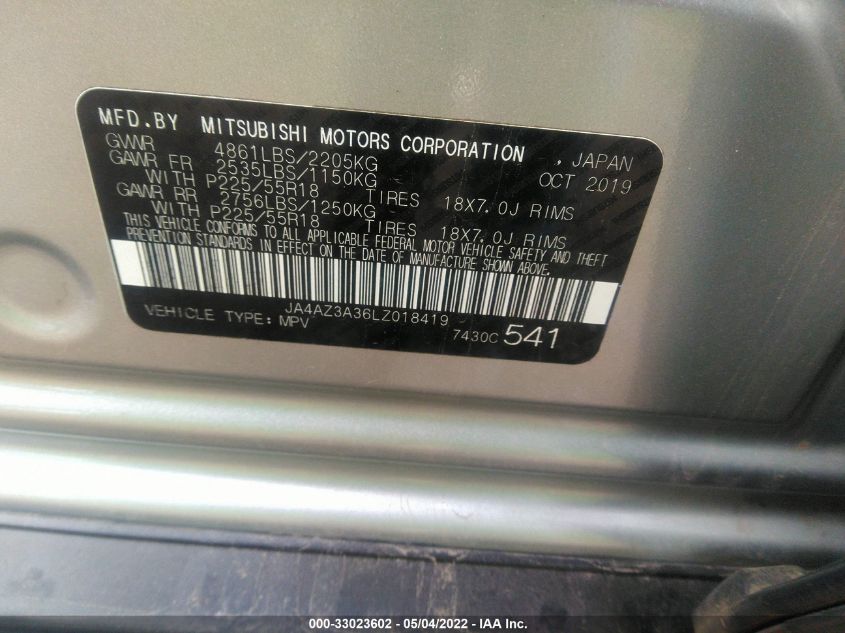 MFD.BY MITSUBISHI MOTORS CORPORATION , JAPAN
GVWR 4861LBS/2205KG OCT 2019
GAWR FR 2535LBS/1150KG
WITH P225/55R18 TIRES 18X7.0J RIMS
GAWR RR 2756LBS/1250KG
WITH P225/55R18 TIRES 18X7.0J RIMS
THIS VEHICLE CONFORMS TO ALL APPLICABLE FEDERAL MOTOR VEHICLE SAFETY AND THEFT
PREVENTION STANDARDS IN EFFECT ON THE DATE OF MANUFACTURE SHOWN ABOVE.
JA4AZ3A36LZ018419
VEHICLE TYPE: MPV 7430C 541
000-33023602 - 05/04/2022 - IAA Inc.